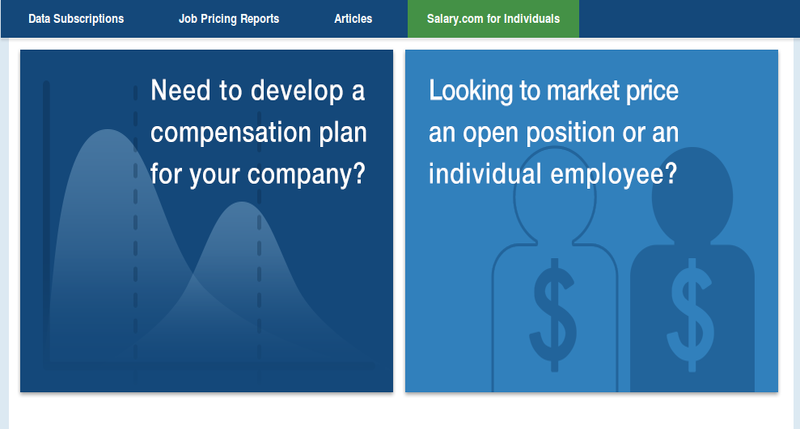 Data Subscriptions
Job Pricing Reports
Articles
Salary.com for Individuals
Need to develop a
compensation plan
for your company?
Looking to market price
an open position or an
individual employee?
$
$